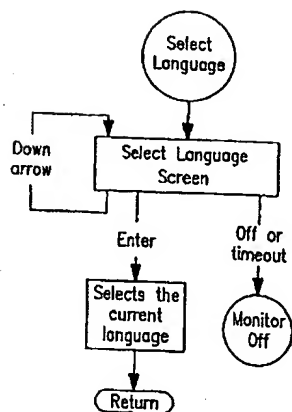 Select
Language
Down
arrow
Select Language
Screen
Enter
Off or
timeout
Selects the
current
language
Monitor
Off
Return